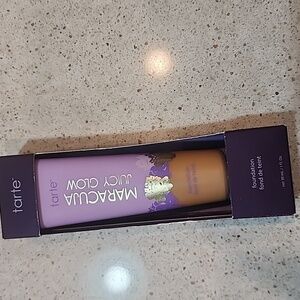 tarte
tarte
MARACUJA
JUICY GLOW
foundation
fond de teint